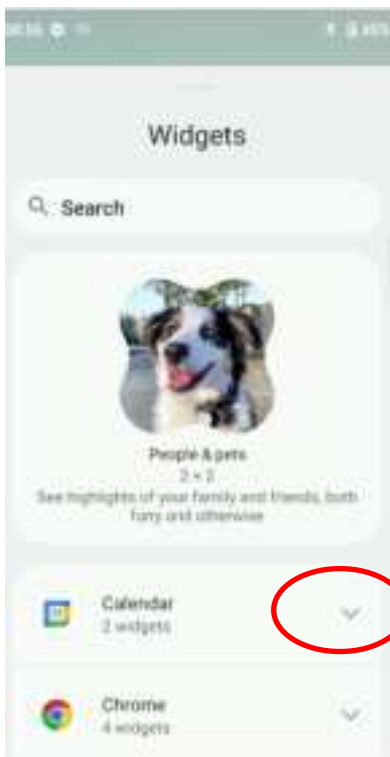 Widgets
Search
People & pets
2 × 2
See highlights of your family and friends, both
furry and otherwise
Calendar
2 widgets
Chrome
4 widgets